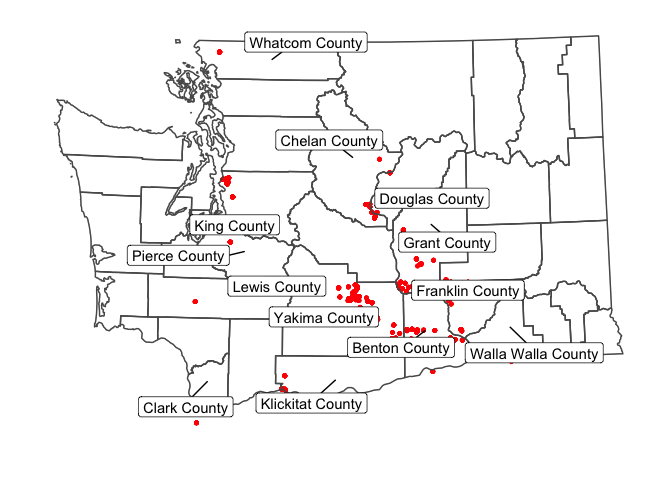 Whatcom County
Chelan County
Douglas County
King County
Grant County
Pierce County
Lewis County
Franklin County
Yakima County
Benton County
Walla Walla County
Clark County
Klickitat County